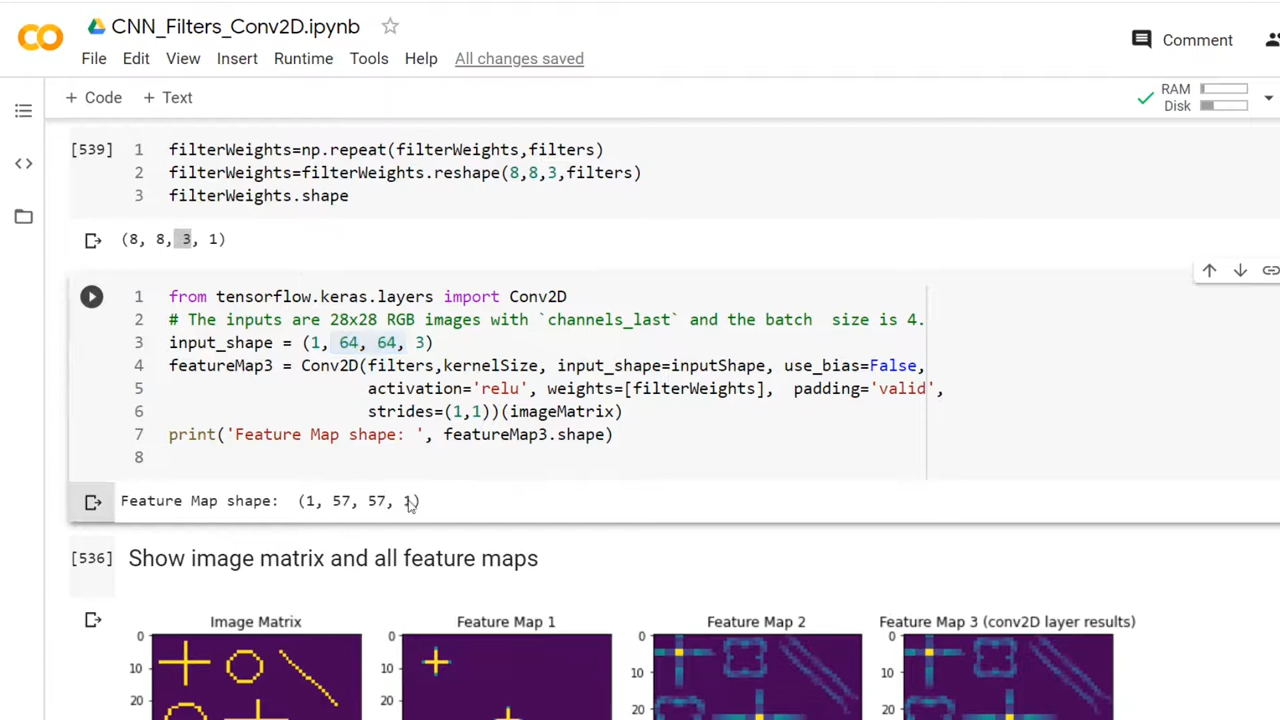 CNN_Filters_Conv2D.ipynb
Comment
File Edit View Insert Runtime Tools Help All changes saved
+ Code + Text
RAM
Disk
[539] 1 filterWeights=np.repeat(filterWeights,filters)
2 filterWeights=filterWeights.reshape(8,8,3,filters)
3 filterWeights.shape
(8, 8, 3, 1)
1 from tensorflow.keras.layers import Conv2D
2 # The inputs are 28x28 RGB images with `channels_last` and the batch size is 4.
3 input_shape = (1, 64, 64, 3)
4 featureMap3 = Conv2D(filters,kernelSize, input_shape=inputShape, use_bias=False,
5 activation='relu', weights=[filterWeights], padding='valid',
6 strides=(1,1))(imageMatrix)
7 print('Feature Map shape: ', featureMap3.shape)
8
Feature Map shape: (1, 57, 57, 1)
[536] Show image matrix and all feature maps
Image Matrix Feature Map 1 Feature Map 2 Feature Map 3 (conv2D layer results)
0 0 0 0
10 10 10 10
20 20 20 20